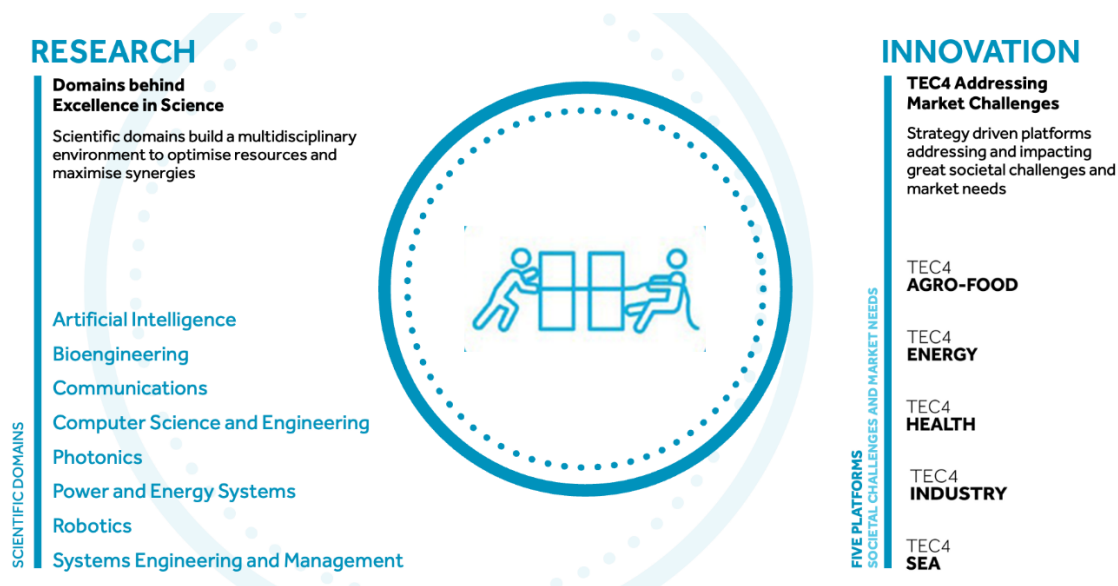 RESEARCH
Domains behind
Excellence in Science
Scientific domains build a multidisciplinary
environment to optimise resources and
maximise synergies
SCIENTIFIC DOMAINS
Artificial Intelligence
Bioengineering
Communications
Computer Science and Engineering
Photonics
Power and Energy Systems
Robotics
Systems Engineering and Management
INNOVATION
TEC4 Addressing
Market Challenges
Strategy driven platforms
addressing and impacting
great societal challenges and
market needs
FIVE PLATFORMS
SOCIETAL CHALLENGES AND MARKET NEEDS
TEC4
AGRO-FOOD
TEC4
ENERGY
TEC4
HEALTH
TEC4
INDUSTRY
TEC4
SEA